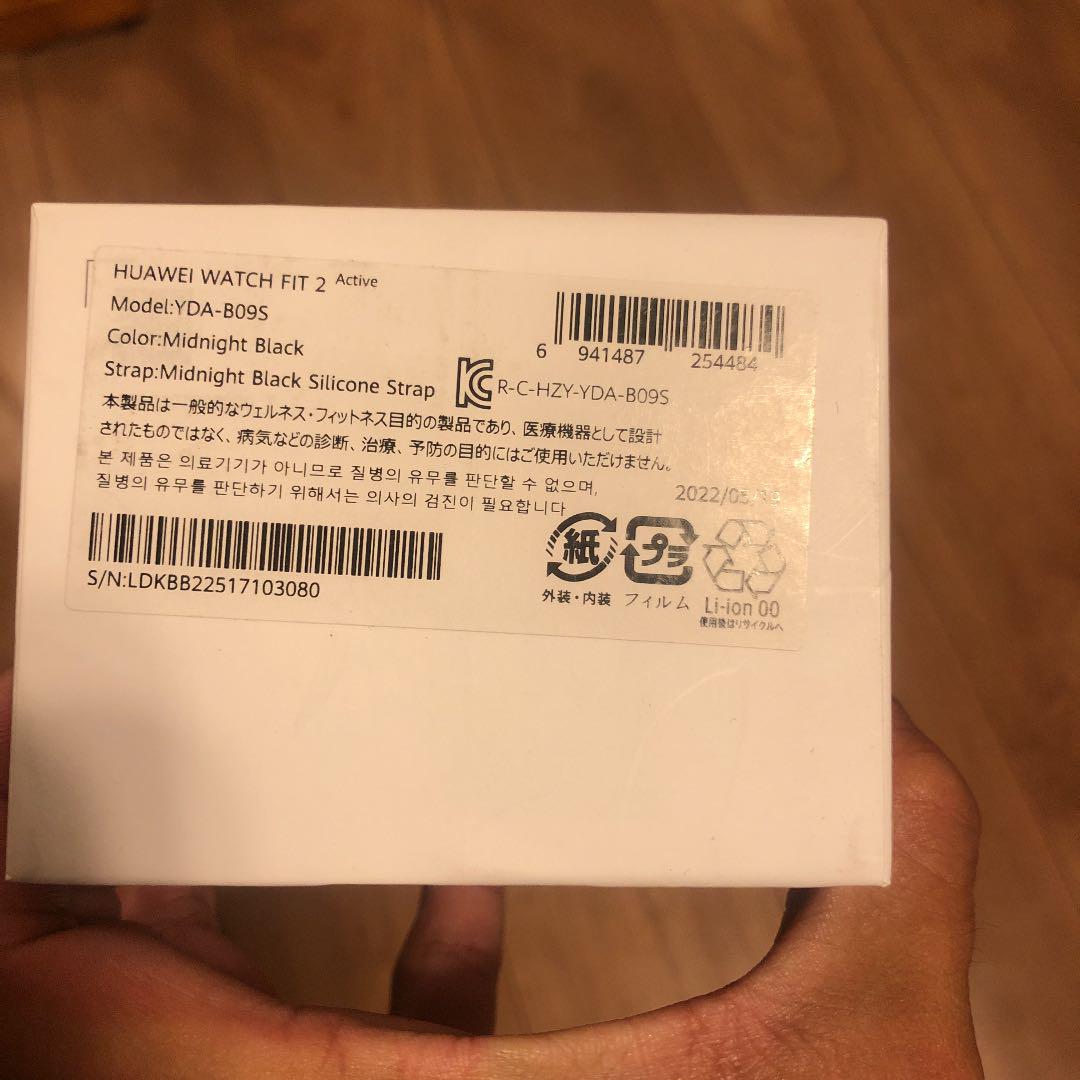 HUAWEI WATCH FIT 2 Active
Model:YDA-B09S
Color:Midnight Black
Strap:Midnight Black Silicone Strap
6 941487 254484
R-C-HZY-YDA-B09S
本製品は一般的なウェルネス・フィットネス目的の製品であり、医療機器として設計
されたものではなく、病気などの診断、治療、予防の目的にはご使用いただけません。
본 제품은 의료기기가 아니므로 질병의 유무를 판단할 수 없으며,
질병의 유무를 판단하기 위해서는 의사의 검진이 필요합니다
S/N:LDKBB22517103080
紙 プラ
外装・内装 フィルム Li-ion 00
使用後はリサイクルへ